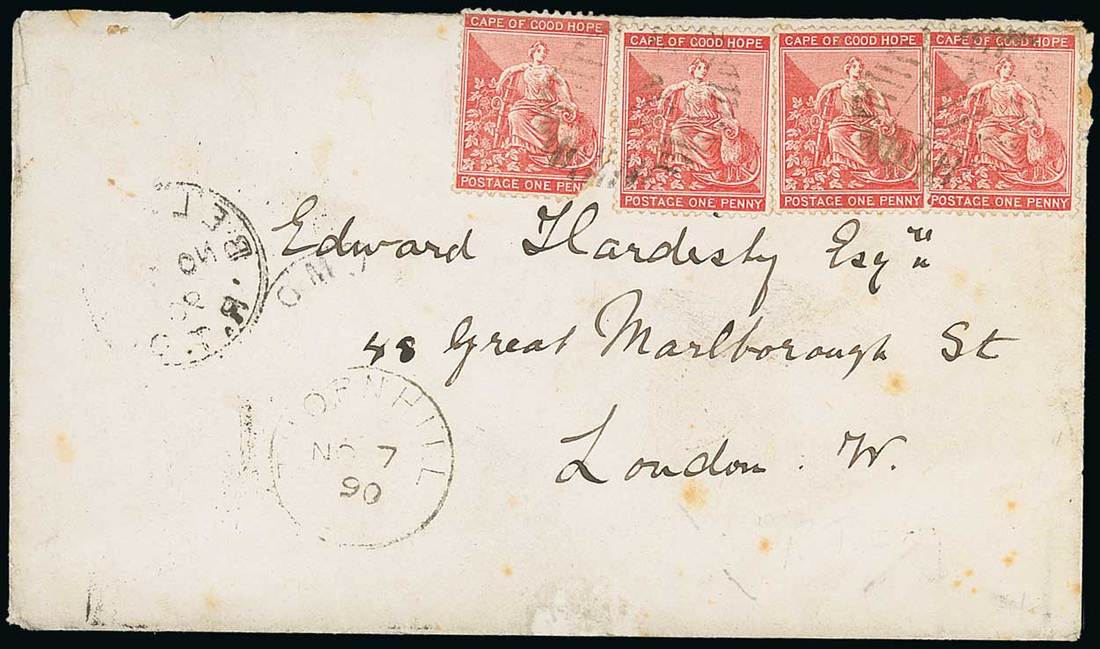 CAPE OF GOOD HOPE CAPE OF GOOD HOPE CAPE OF GOOD HOPE CAPE OF GOOD HOPE
POSTAGE ONE PENNY POSTAGE ONE PENNY POSTAGE ONE PENNY POSTAGE ONE PENNY
Edward Hardisty Esqre
48 Great Marlborough St
London. W.
THORNHILL
NO 7
90